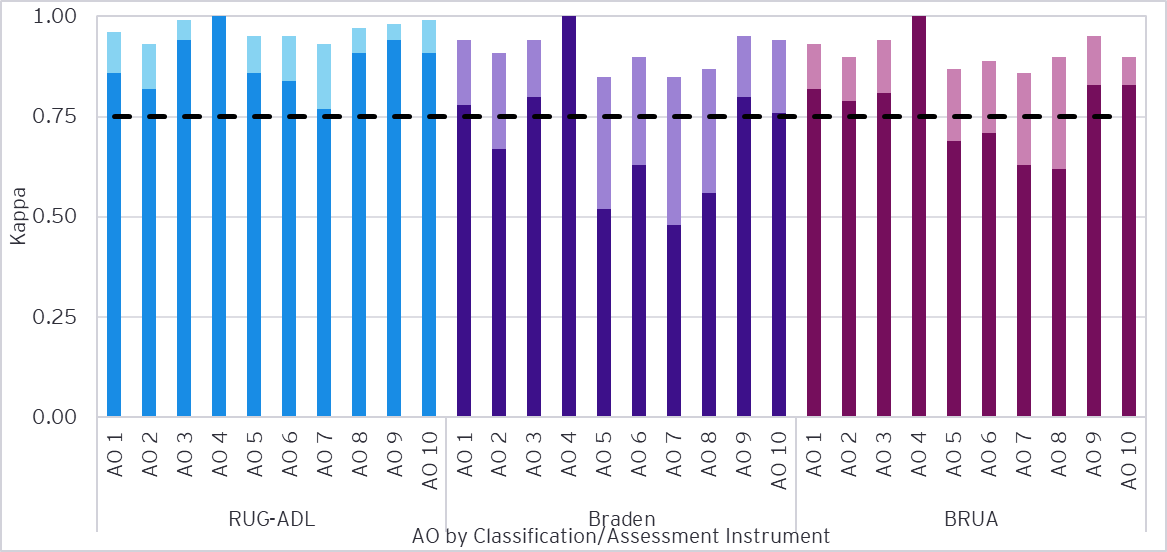 1.00
0.75
0.50
0.25
0.00
Kappa
AO 1
AO 2
AO 3
AO 4
AO 5
AO 6
AO 7
AO 8
AO 9
AO 10
AO 1
AO 2
AO 3
AO 4
AO 5
AO 6
AO 7
AO 8
AO 9
AO 10
AO 1
AO 2
AO 3
AO 4
AO 5
AO 6
AO 7
AO 8
AO 9
AO 10
RUG-ADL
Braden
BRUA
AO by Classification/Assessment Instrument